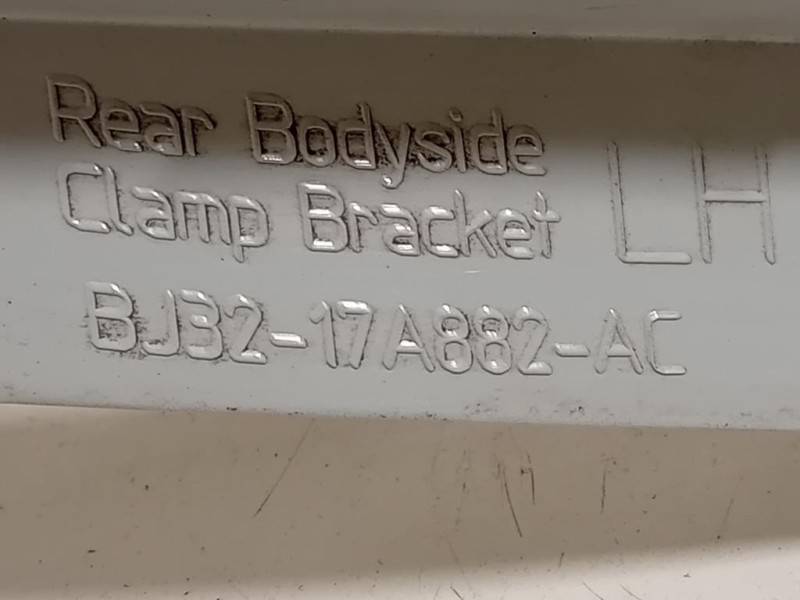 Rear Bodyside
Clamp Bracket LH
BJ32-17A882-AC